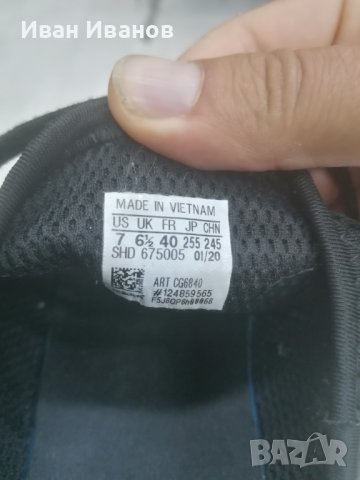 Иван Иванов
MADE IN VIETNAM
US UK FR JP CHN
7 6½ 40 255 245
SHD 675005 01/20
ART CG6840
#124859565
BAZAR